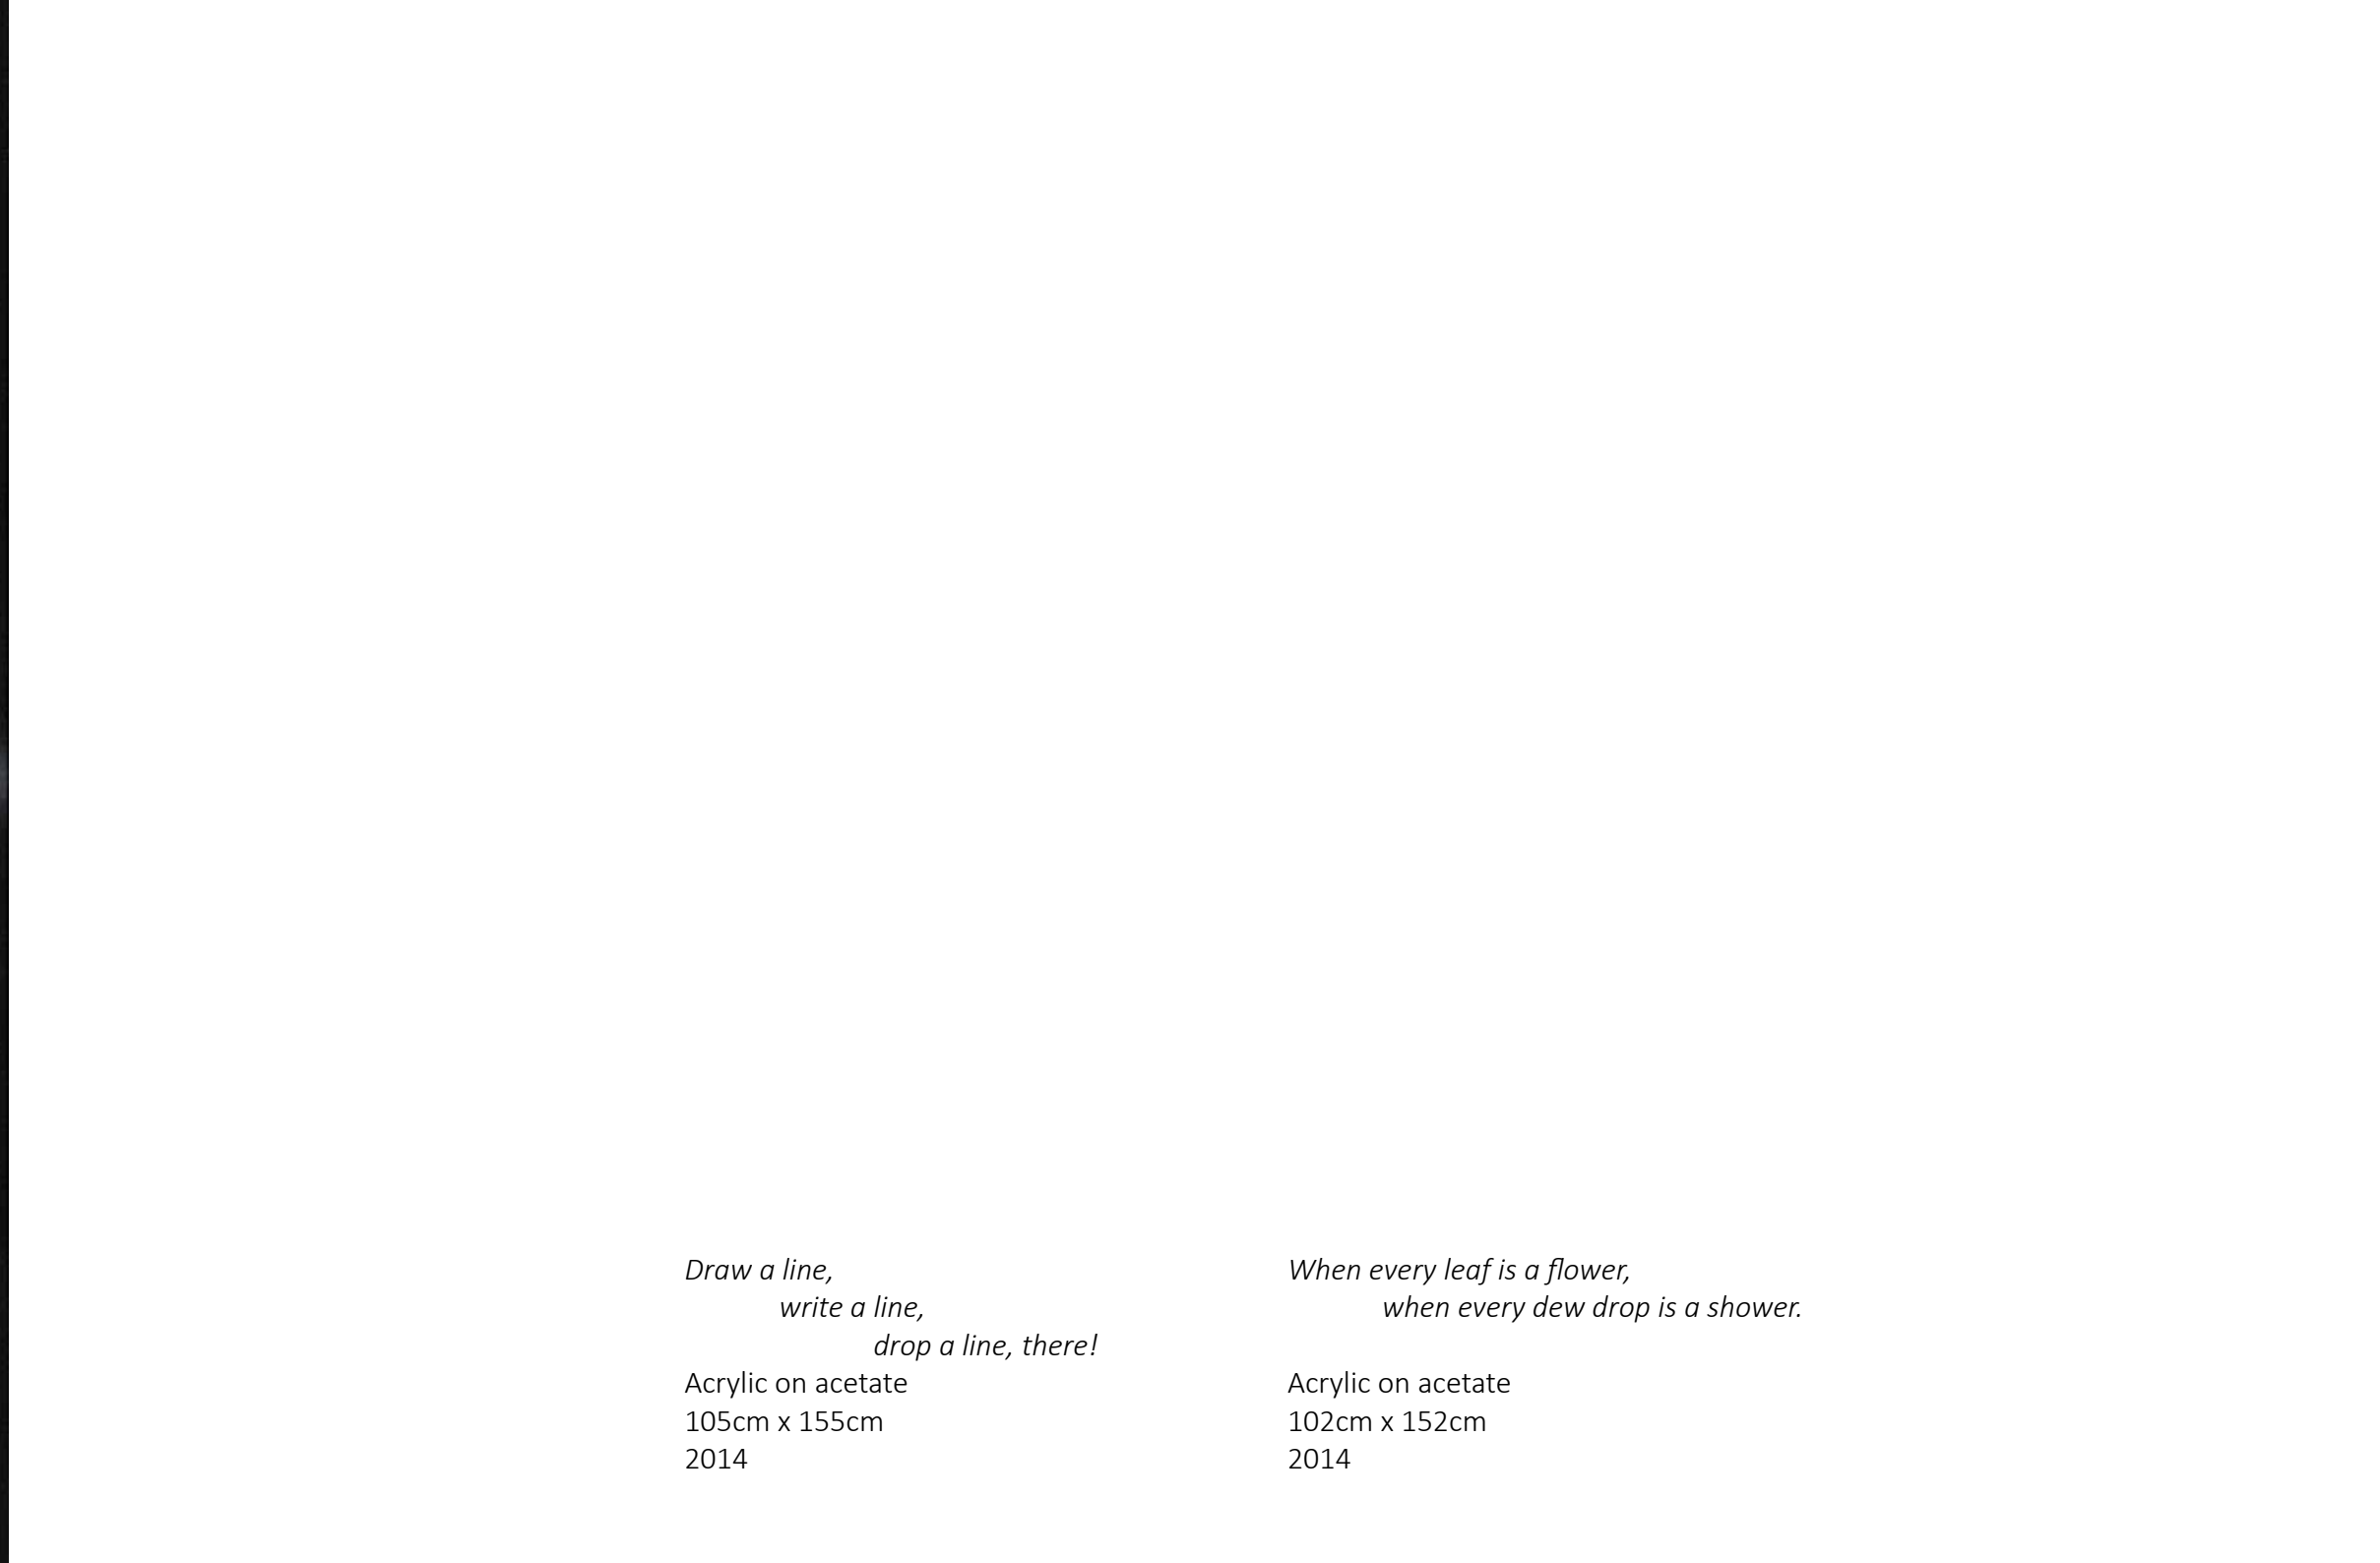 Draw a line,
write a line,
drop a line, there!
Acrylic on acetate
105cm x 155cm
2014
When every leaf is a flower,
when every dew drop is a shower.
Acrylic on acetate
102cm x 152cm
2014